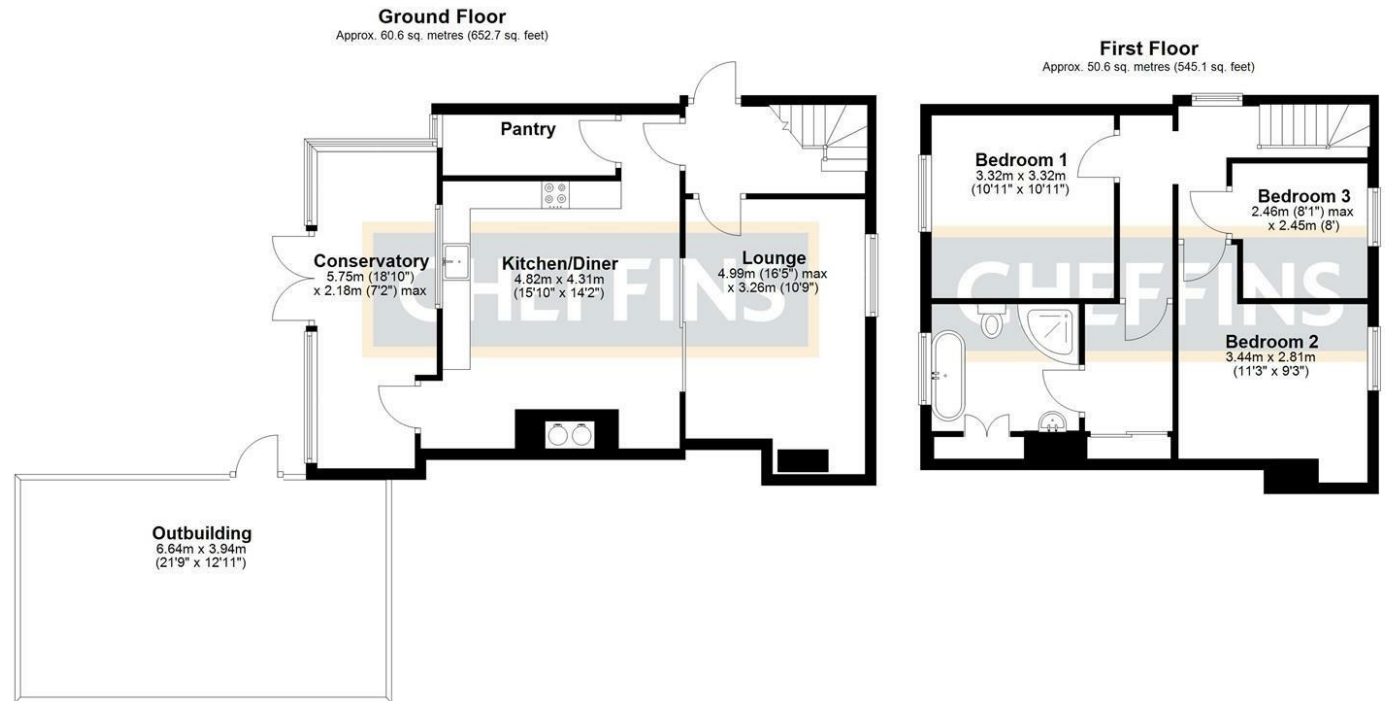 Ground Floor
Approx. 60.6 sq. metres (652.7 sq. feet)
Pantry
Conservatory
5.75m (18'10")
x 2.18m (7'2") max
Kitchen/Diner
4.82m x 4.31m
(15'10" x 14'2")
Lounge
4.99m (16'5") max
x 3.26m (10'9")
CHEFFINS
Outbuilding
6.64m x 3.94m
(21'9" x 12'11")
First Floor
Approx. 50.6 sq. metres (545.1 sq. feet)
Bedroom 1
3.32m x 3.32m
(10'11" x 10'11")
Bedroom 3
2.46m (8'1") max
x 2.45m (8')
CHEFFINS
Bedroom 2
3.44m x 2.81m
(11'3" x 9'3")